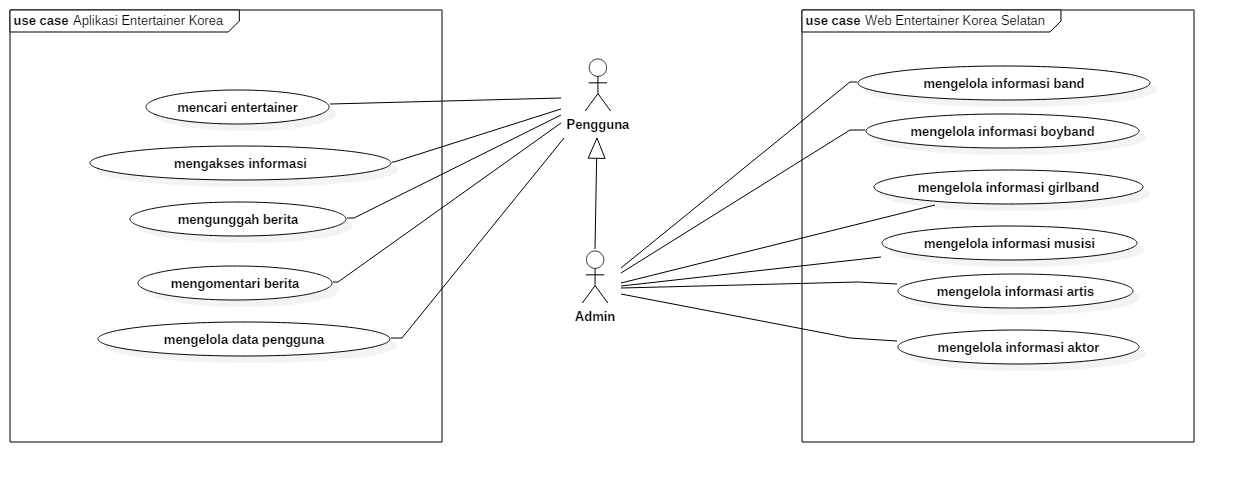 use case Aplikasi Entertainer Korea
mencari entertainer
mengakses informasi
mengunggah berita
mengomentari berita
mengelola data pengguna
Pengguna
Admin
use case Web Entertainer Korea Selatan
mengelola informasi band
mengelola informasi boyband
mengelola informasi girlband
mengelola informasi musisi
mengelola informasi artis
mengelola informasi aktor